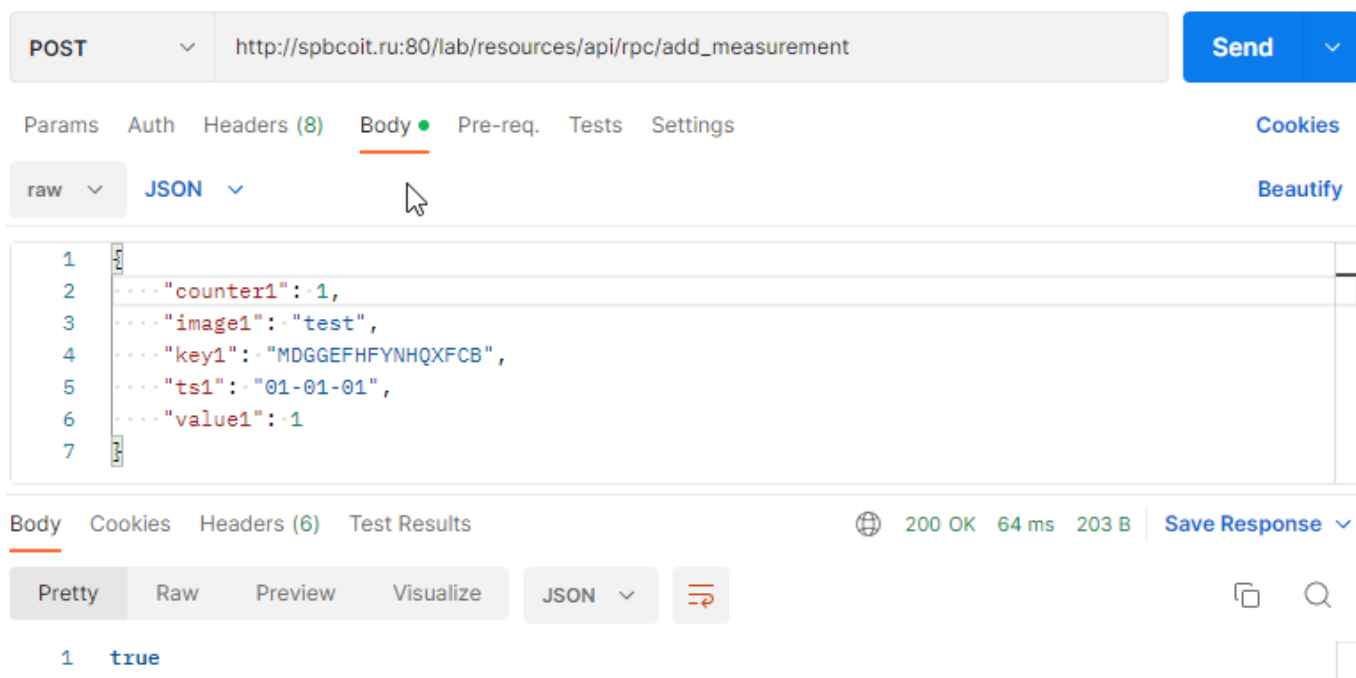 POST http://spbcoit.ru:80/lab/resources/api/rpc/add_measurement Send
Params Auth Headers (8) Body Pre-req. Tests Settings Cookies
raw JSON Beautify
1 {
2 "counter1": 1,
3 "image1": "test",
4 "key1": "MDGGEFHFYNHQXFCB",
5 "ts1": "01-01-01",
6 "value1": 1
7 }
Body Cookies Headers (6) Test Results 200 OK 64 ms 203 B Save Response
Pretty Raw Preview Visualize JSON
1 true